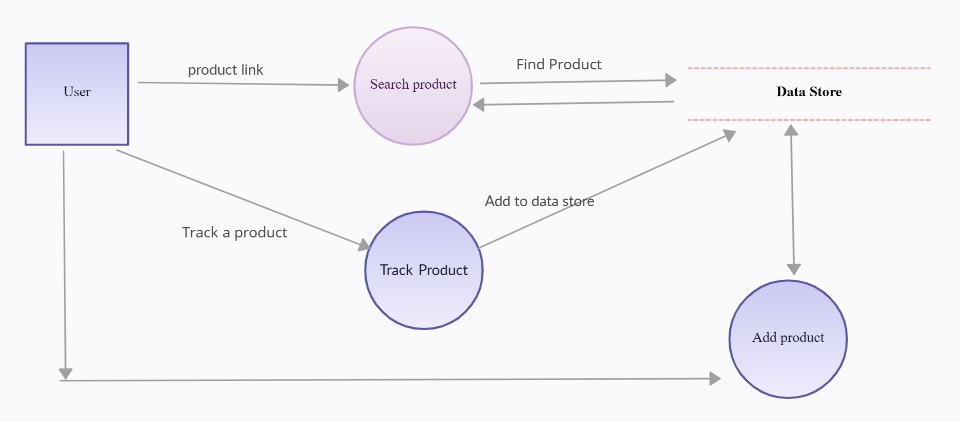 User
product link
Search product
Find Product
Data Store
Add to data store
Track a product
Track Product
Add product